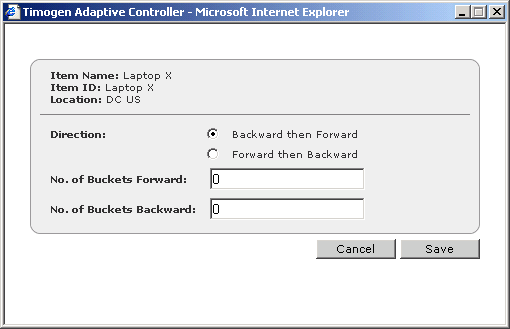 Timogen Adaptive Controller - Microsoft Internet Explorer
Item Name: Laptop X
Item ID: Laptop X
Location: DC US
Direction: Backward then Forward
Forward then Backward
No. of Buckets Forward: 0
No. of Buckets Backward: 0
Cancel Save